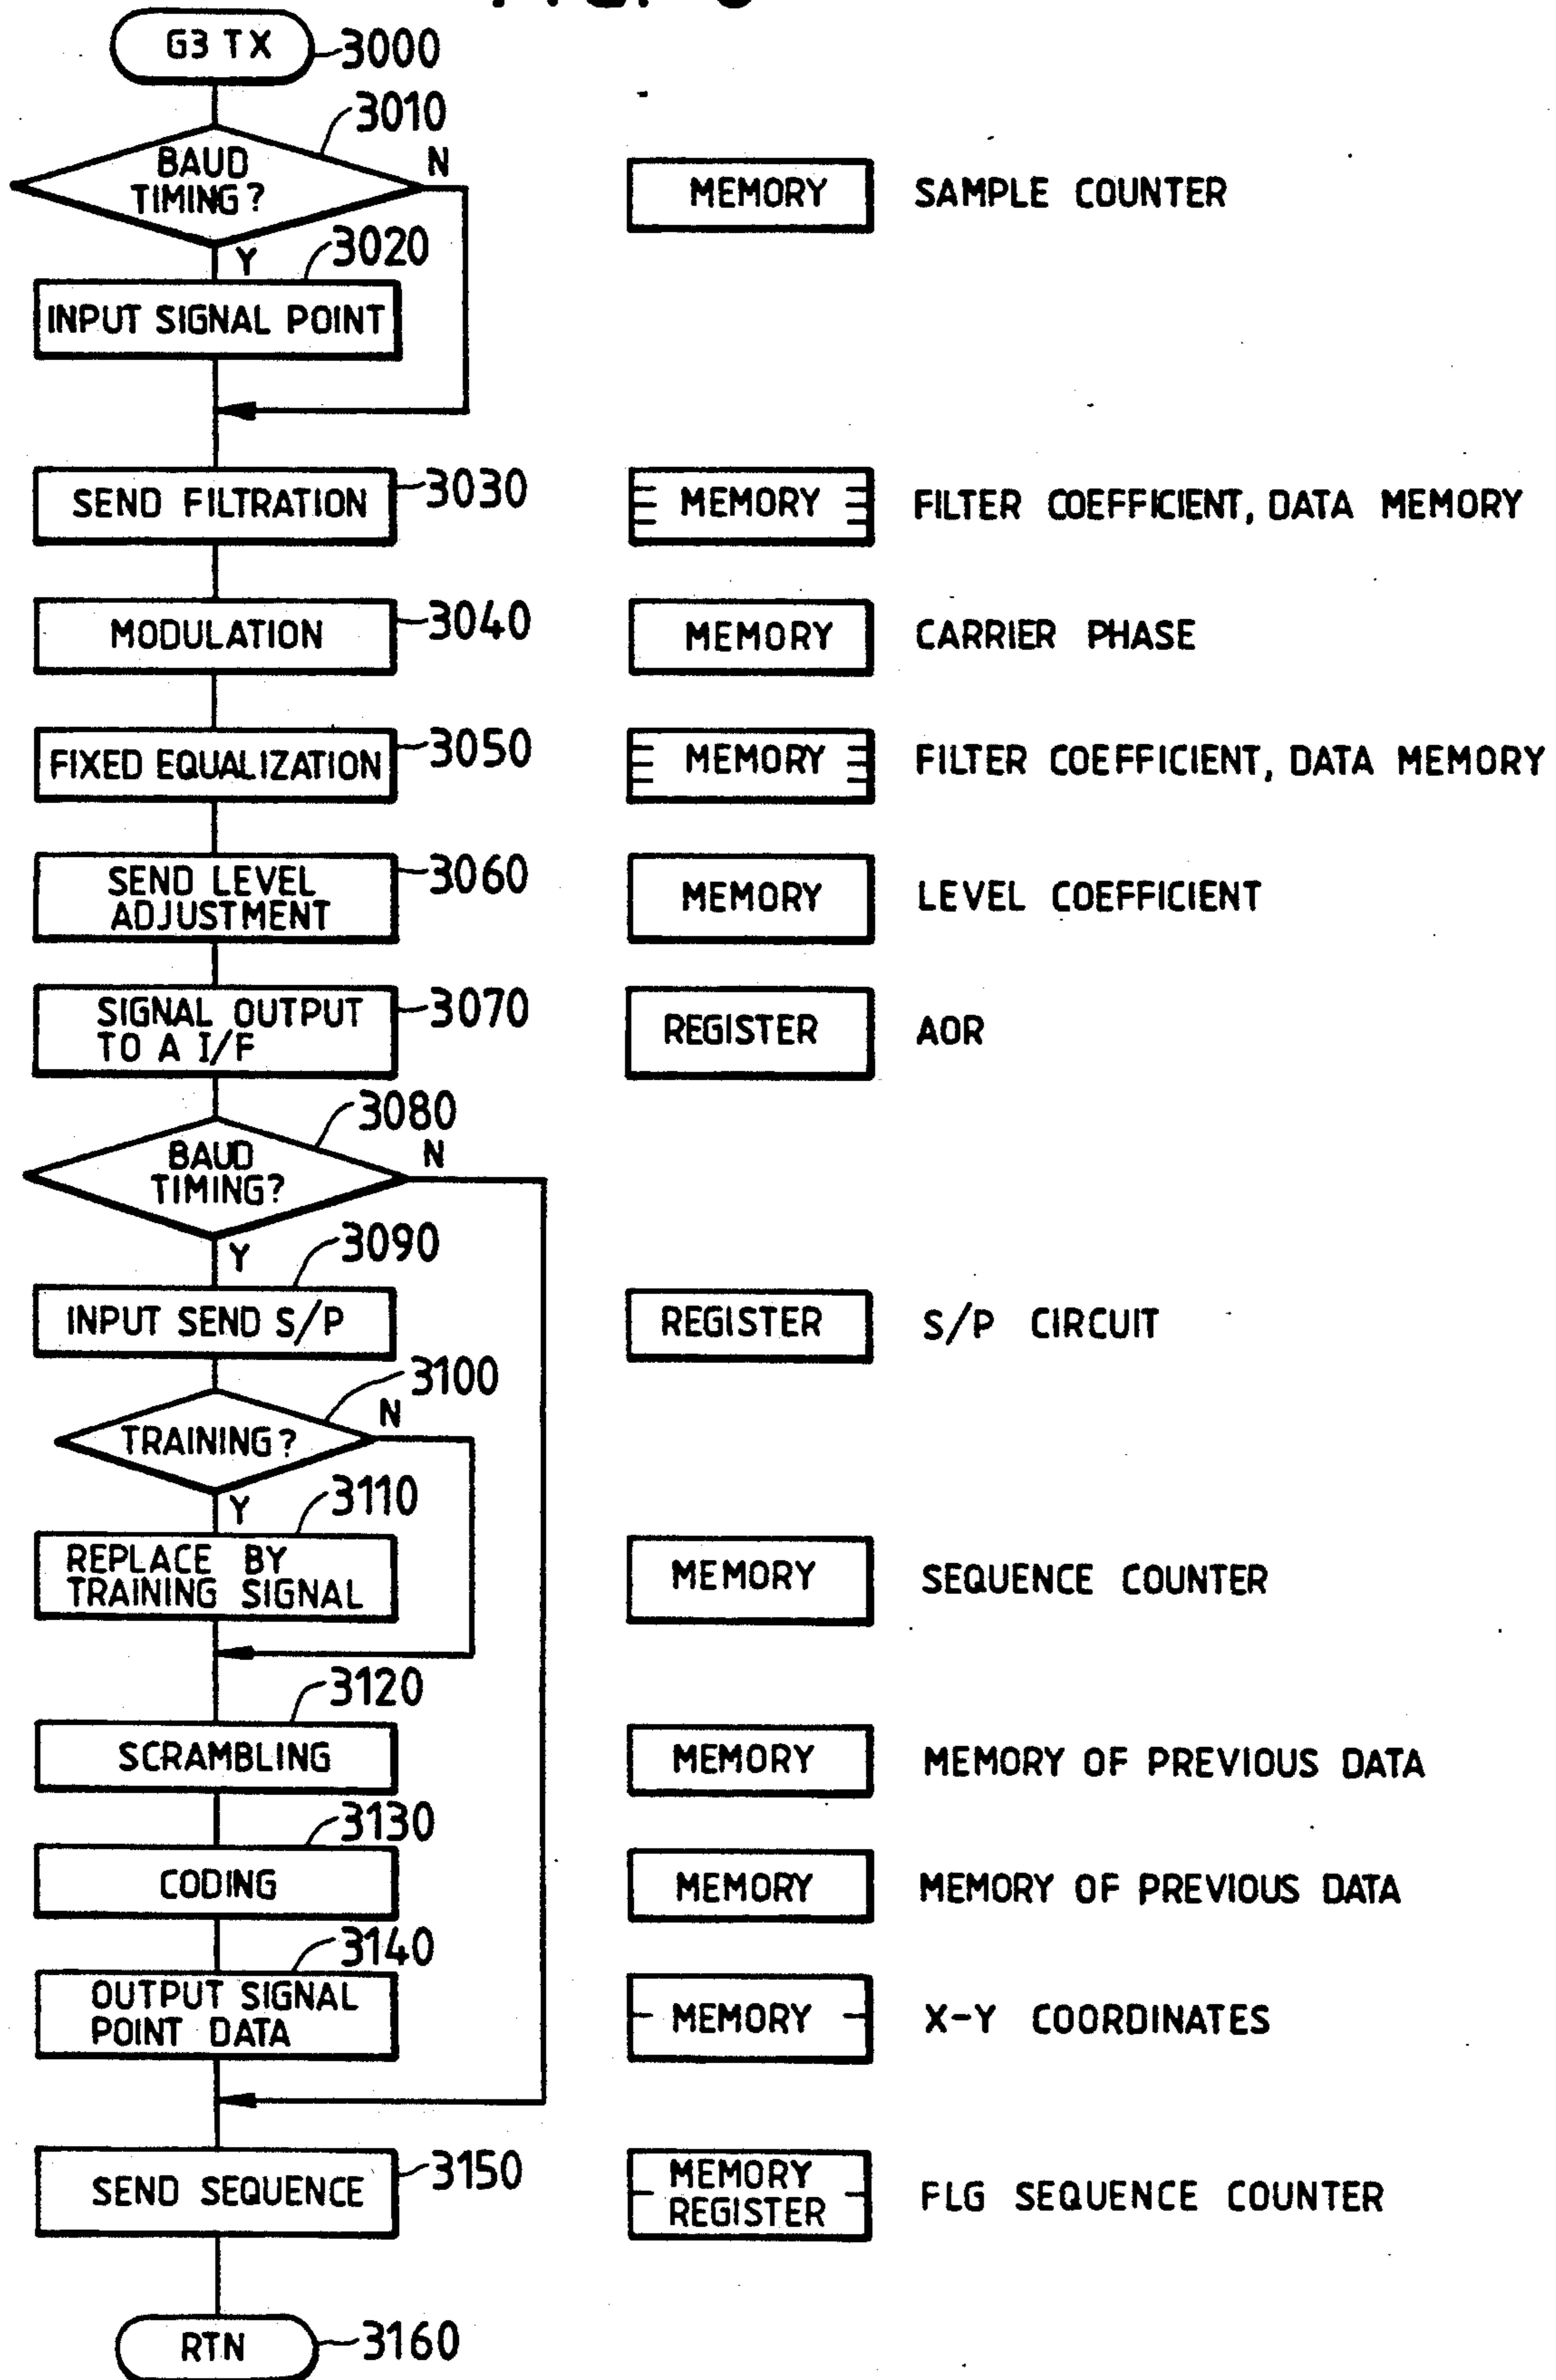 G3 TX
3000
3010
BAUD
TIMING?
N
MEMORY
SAMPLE COUNTER
Y
3020
INPUT SIGNAL POINT
SEND FILTRATION
3030
MEMORY
FILTER COEFFICIENT, DATA MEMORY
MODULATION
3040
MEMORY
CARRIER PHASE
FIXED EQUALIZATION
3050
MEMORY
FILTER COEFFICIENT, DATA MEMORY
SEND LEVEL
ADJUSTMENT
3060
MEMORY
LEVEL COEFFICIENT
SIGNAL OUTPUT
TO A I/F
3070
REGISTER
AOR
3080
BAUD
TIMING?
N
Y
3090
INPUT SEND S/P
REGISTER
S/P CIRCUIT
3100
TRAINING?
N
Y
3110
REPLACE BY
TRAINING SIGNAL
MEMORY
SEQUENCE COUNTER
3120
SCRAMBLING
MEMORY
MEMORY OF PREVIOUS DATA
3130
CODING
MEMORY
MEMORY OF PREVIOUS DATA
3140
OUTPUT SIGNAL
POINT DATA
MEMORY
X-Y COORDINATES
SEND SEQUENCE
3150
MEMORY
REGISTER
FLG SEQUENCE COUNTER
RTN
3160